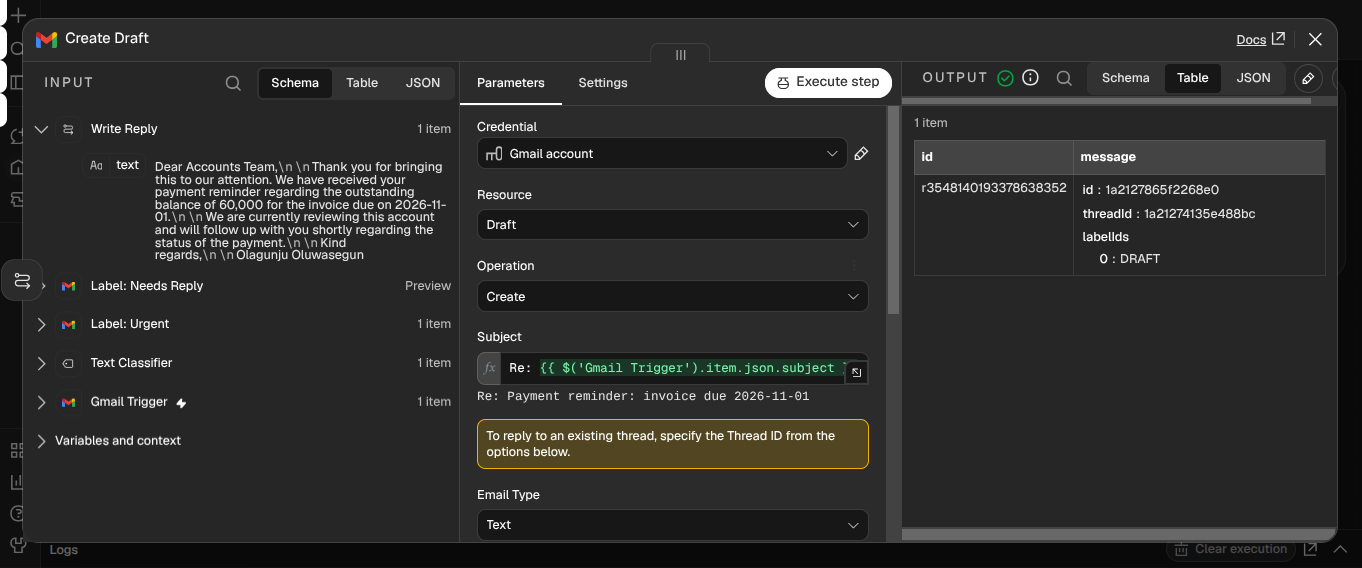 Create Draft
Docs
INPUT
Schema
Table
JSON
Write Reply
1 item
Aa
text
Dear Accounts Team,\n \n Thank you for bringing
this to our attention. We have received your
payment reminder regarding the outstanding
balance of 60,000 for the invoice due on 2026-11-
01.\n \n We are currently reviewing this account
and will follow up with you shortly regarding the
status of the payment.\n \n Kind
regards,\n \n Olagunju Oluwasegun
Label: Needs Reply
Preview
Label: Urgent
1 item
Text Classifier
1 item
Gmail Trigger
1 item
Variables and context
Parameters
Settings
Execute step
Credential
Gmail account
Resource
Draft
Operation
Create
Subject
fx
Re: {{ $('Gmail Trigger').item.json.subject
Re: Payment reminder: invoice due 2026-11-01
To reply to an existing thread, specify the Thread ID from the
options below.
Email Type
Text
OUTPUT
Schema
Table
JSON
1 item
id
message
r3548140193378638352
id : 1a2127865f2268e0
threadId : 1a21274135e488bc
labelIds
0 : DRAFT
Logs
Clear execution